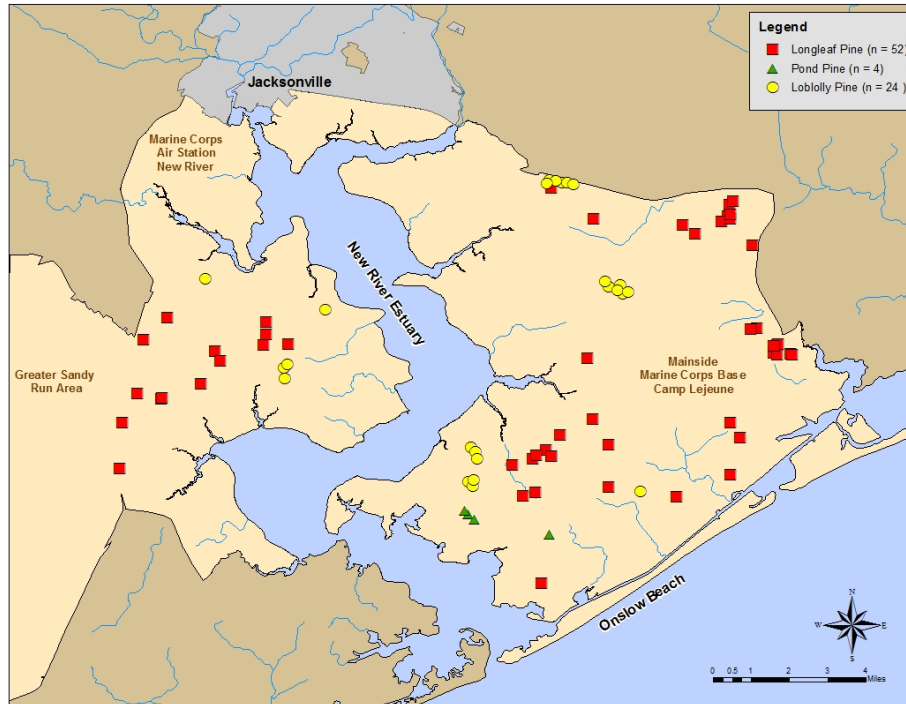 Legend
Longleaf Pine (n = 52)
Pond Pine (n = 4)
Loblolly Pine (n = 24 )
Jacksonville
Marine Corps
Air Station
New River
New River Estuary
Greater Sandy
Run Area
Mainside
Marine Corps Base
Camp Lejeune
Onslow Beach
N
W
E
S
0 0.5 1 2 3 4
Miles